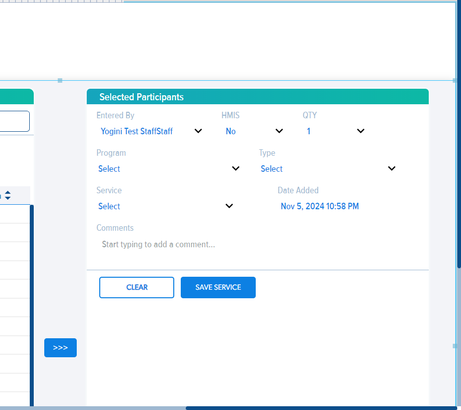 Selected Participants
Entered By HMIS QTY
Yogini Test StaffStaff No 1
Program Type
Select Select
Service Date Added
Select Nov 5, 2024 10:58 PM
Comments
Start typing to add a comment...
CLEAR SAVE SERVICE
>>>